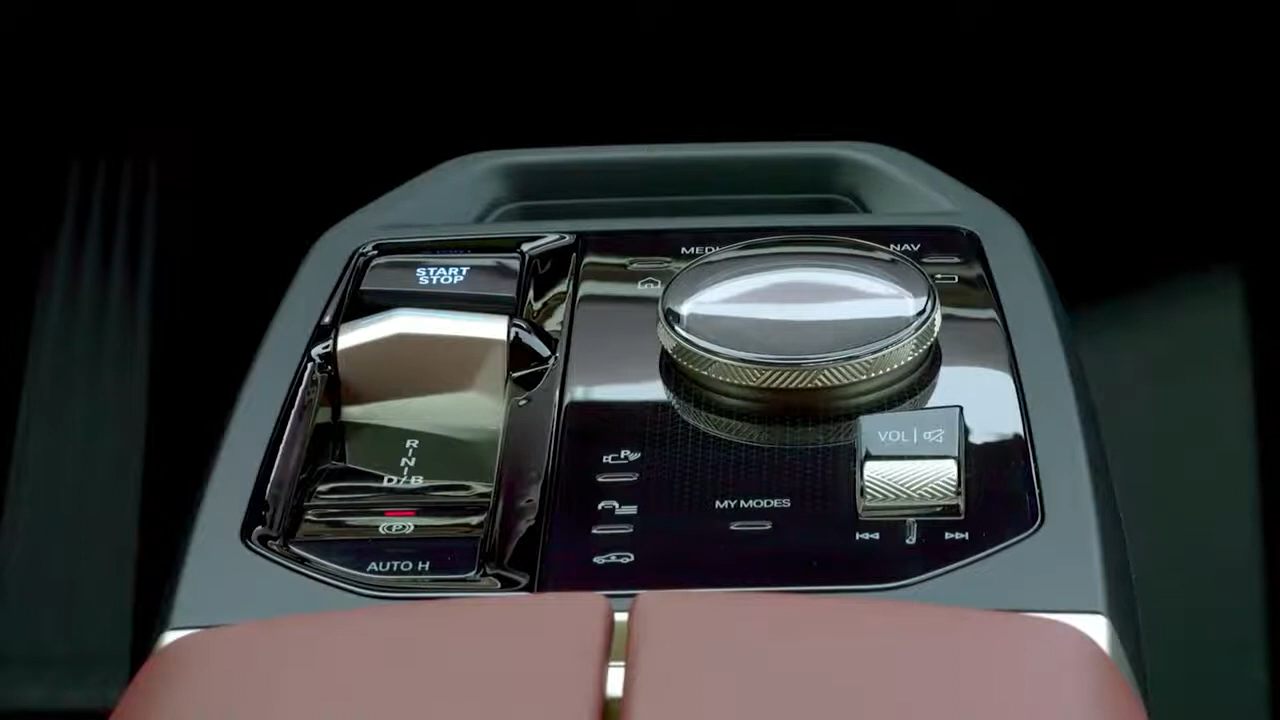 START
STOP
NAV
R
N
D/B
P
P
VOL
MY MODES
AUTO H